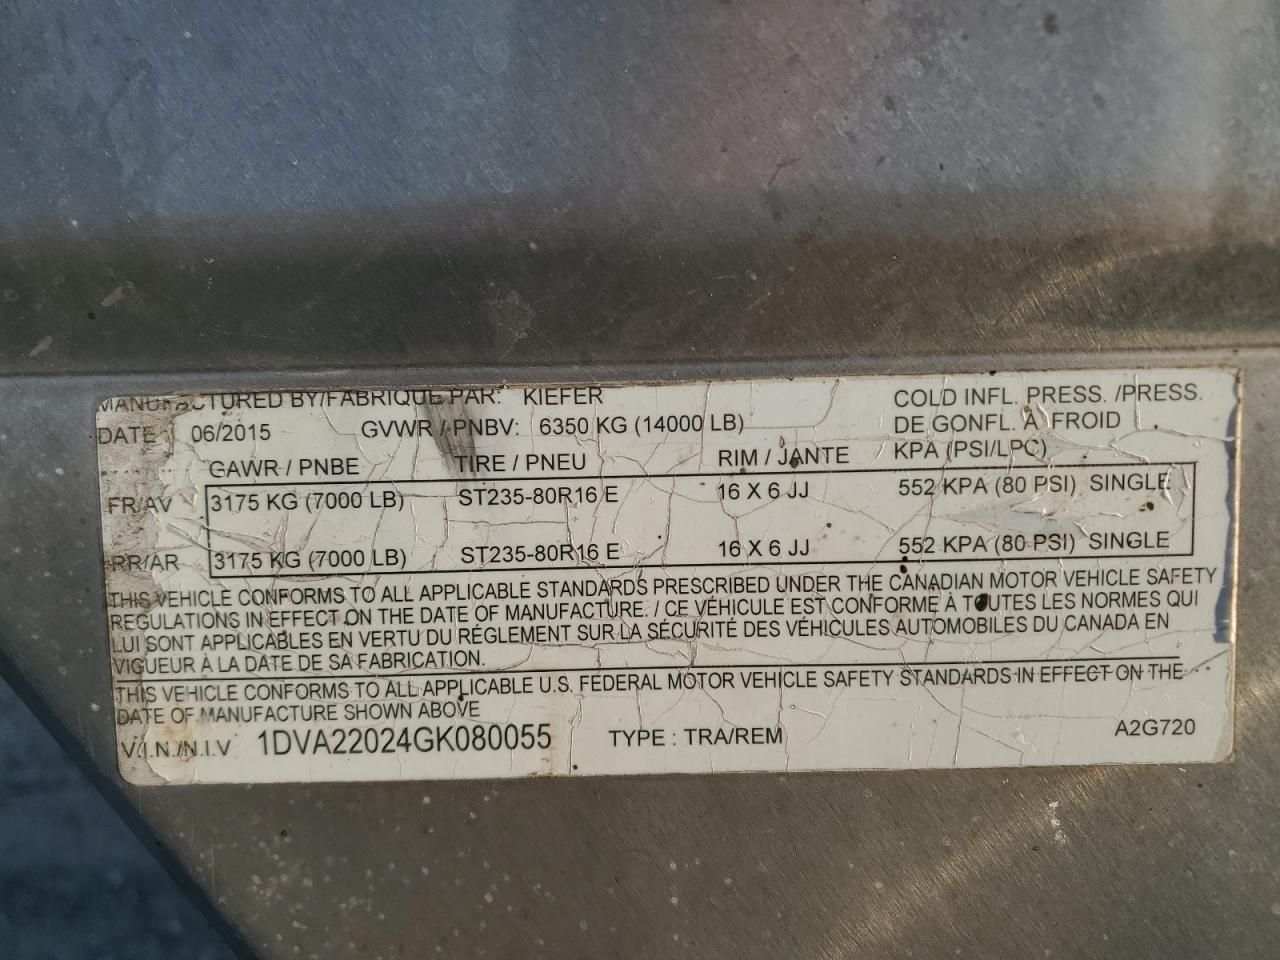 MANUFACTURED BY/FABRIQUE PAR: KIEFER
DATE 06/2015 GVWR / PNBV: 6350 KG (14000 LB)
COLD INFL. PRESS. /PRESS.
DE GONFL. À FROID
KPA (PSI/LPC)
GAWR / PNBE TIRE / PNEU RIM / JANTE
FR/AV 3175 KG (7000 LB) ST235-80R16 E 16 X 6 JJ 552 KPA (80 PSI) SINGLE
RR/AR 3175 KG (7000 LB) ST235-80R16 E 16 X 6 JJ 552 KPA (80 PSI) SINGLE
THIS VEHICLE CONFORMS TO ALL APPLICABLE STANDARDS PRESCRIBED UNDER THE CANADIAN MOTOR VEHICLE SAFETY
REGULATIONS IN EFFECT ON THE DATE OF MANUFACTURE. / CE VÉHICULE EST CONFORME À TOUTES LES NORMES QUI
LUI SONT APPLICABLES EN VERTU DU RÉGLEMENT SUR LA SÉCURITÉ DES VÉHICULES AUTOMOBILES DU CANADA EN
VIGUEUR À LA DATE DE SA FABRICATION.
THIS VEHICLE CONFORMS TO ALL APPLICABLE U.S. FEDERAL MOTOR VEHICLE SAFETY STANDARDS IN EFFECT ON THE
DATE OF MANUFACTURE SHOWN ABOVE
V.I.N./N.I.V 1DVA22024GK080055 TYPE : TRA/REM A2G720